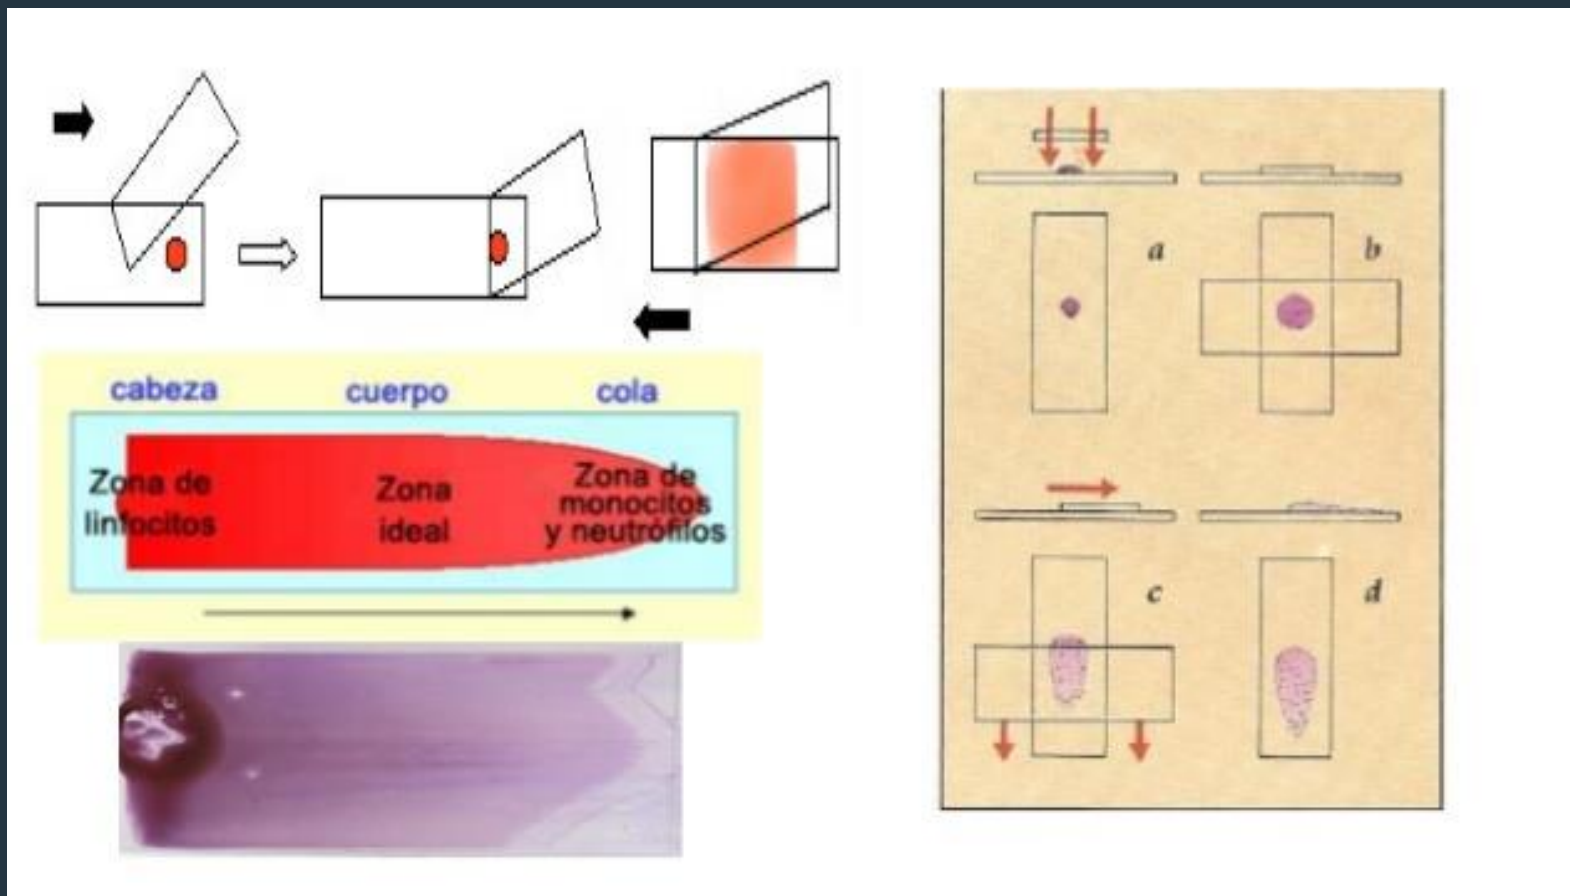 cabeza
cuerpo
cola
Zona de
linfocitos
Zona
ideal
Zona de
monocitos
y neutrófilos
a
b
c
d